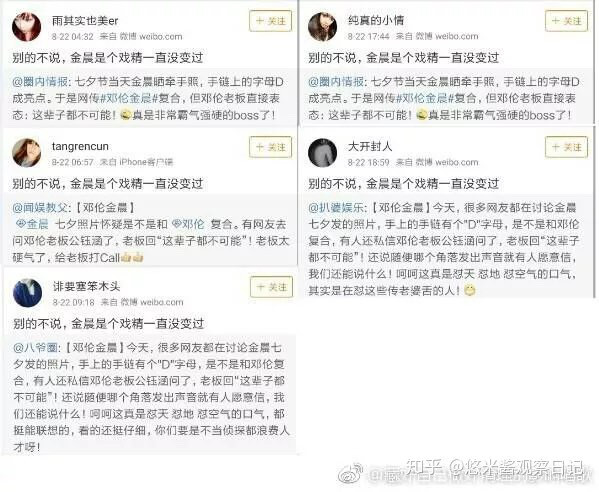 雨其实也美er
+关注
8-22 04:32 来自 微博 weibo.com
别的不说，金晨是个戏精一直没变过
@圈内情报：七夕节当天金晨晒牵手照，手链上的字母D
成亮点。于是网传#邓伦金晨#复合，但邓伦老板直接表
态：这辈子都不可能！真是非常霸气强硬的boss了！
tangrencun
+关注
8-22 06:57 来自 iPhone客户端
别的不说，金晨是个戏精一直没变过
@闻娱教父：【邓伦金晨】
金晨 七夕照片怀疑是不是和 邓伦 复合。有网友去
问邓伦老板公钰涵了，老板回“这辈子都不可能”！老板太
硬气了，给老板打Call
诽要塞笨木头
+关注
8-22 09:18 来自 微博 weibo.com
别的不说，金晨是个戏精一直没变过
@八爷圈：【邓伦金晨】今天，很多网友都在讨论金晨七
夕发的照片，手上的手链有个"D"字母，是不是和邓伦复
合，有人还私信邓伦老板公钰涵问了，老板回“这辈子都
不可能”！还说随便哪个角落发出声音就有人愿意信，我
们还能说什么！呵呵这真是怼天 怼地 怼空气的口气，都
挺能联想的，看的还挺仔细，你们要是不当侦探都浪费人
才呀！
纯真的小情
+关注
8-22 17:44 来自 微博 weibo.com
别的不说，金晨是个戏精一直没变过
@圈内情报：七夕节当天金晨晒牵手照，手链上的字母D
成亮点。于是网传#邓伦金晨#复合，但邓伦老板直接表
态：这辈子都不可能！真是非常霸气强硬的boss了！
大开封人
+关注
8-22 18:59 来自 微博 weibo.com
别的不说，金晨是个戏精一直没变过
@扒婆娱乐：【邓伦金晨】今天，很多网友都在讨论金晨
七夕发的照片，手上的手链有个"D"字母，是不是和邓伦
复合，有人还私信邓伦老板公钰涵问了，老板回“这辈子
都不可能”！还说随便哪个角落发出声音就有人愿意信，
我们还能说什么！呵呵这真是怼天 怼地 怼空气的口气，
其实是在怼这些传老婆舌的人！
知乎 @悠米酱观察日记